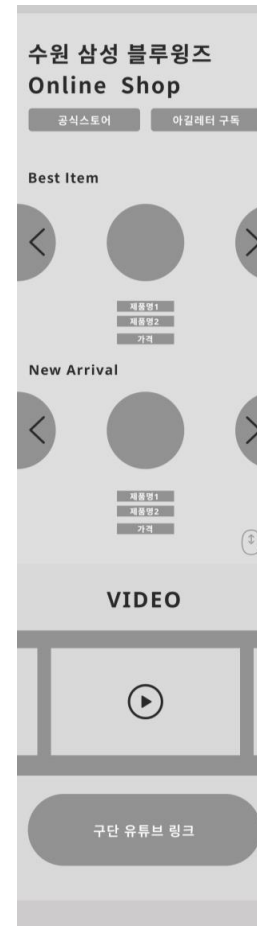 수원 삼성 블루윙즈
Online Shop
공식스토어 아길레터 구독
Best Item
제품명1
제품명2
가격
New Arrival
제품명1
제품명2
가격
VIDEO
구단 유튜브 링크